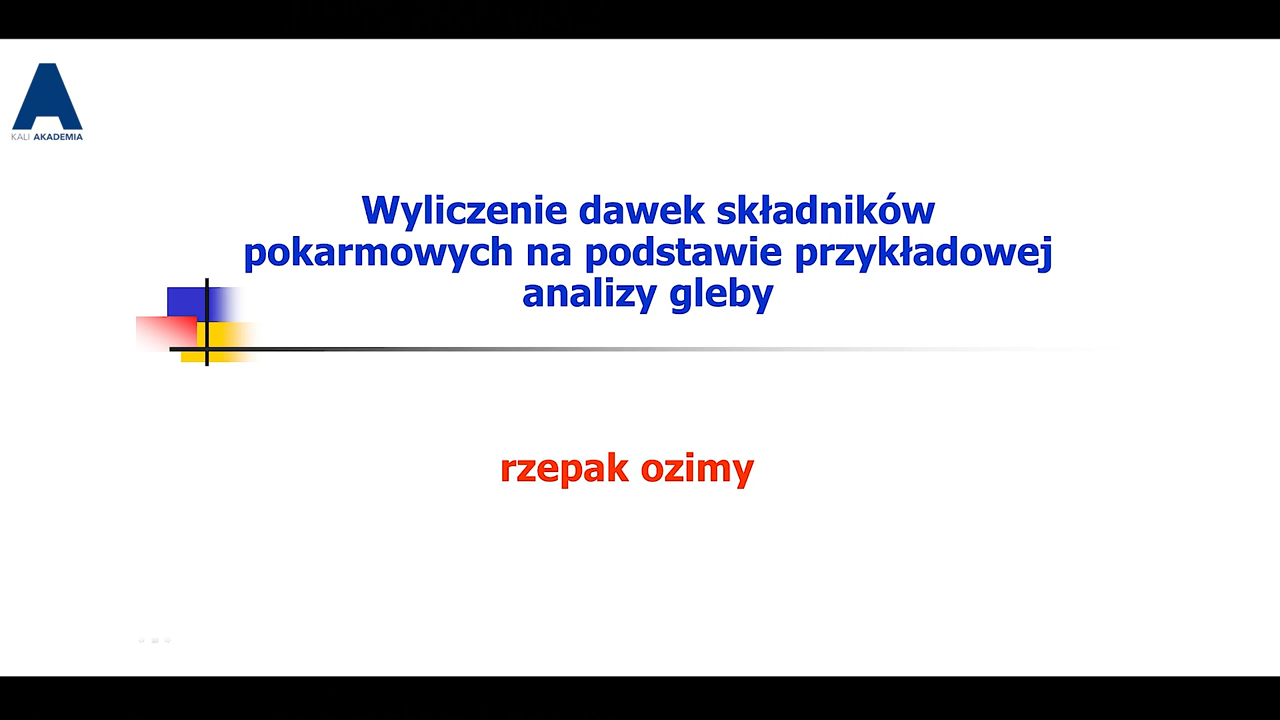 KALI AKADEMIA
Wyliczenie dawek składników
pokarmowych na podstawie przykładowej
analizy gleby
rzepak ozimy